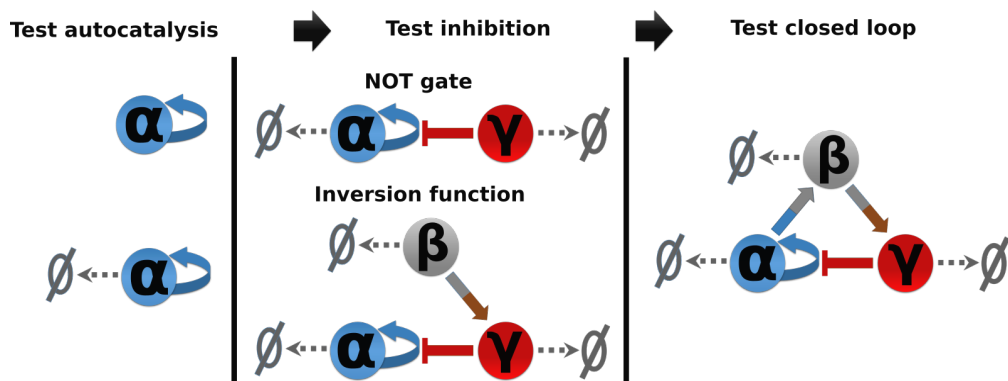 Test autocatalysis
Test inhibition
Test closed loop
NOT gate
α
∅ α γ ∅
Inversion function
∅ β
∅ α
∅ α γ ∅
∅ β
∅ α γ ∅